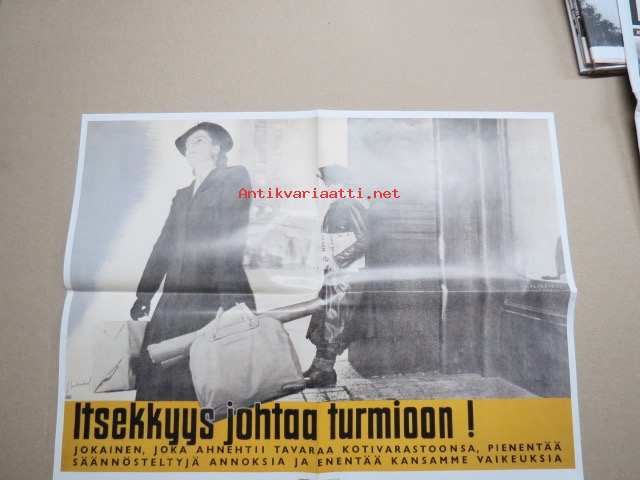 Antikvariaatti.net
Itsekkyys johtaa turmioon !
JOKAINEN, JOKA AHNEHTII TAVARAA KOTIVARASTOONSA, PIENENTÄÄ
SÄÄNNÖSTELTYJÄ ANNOKSIA JA ENENTÄÄ KANSAMME VAIKEUKSIA